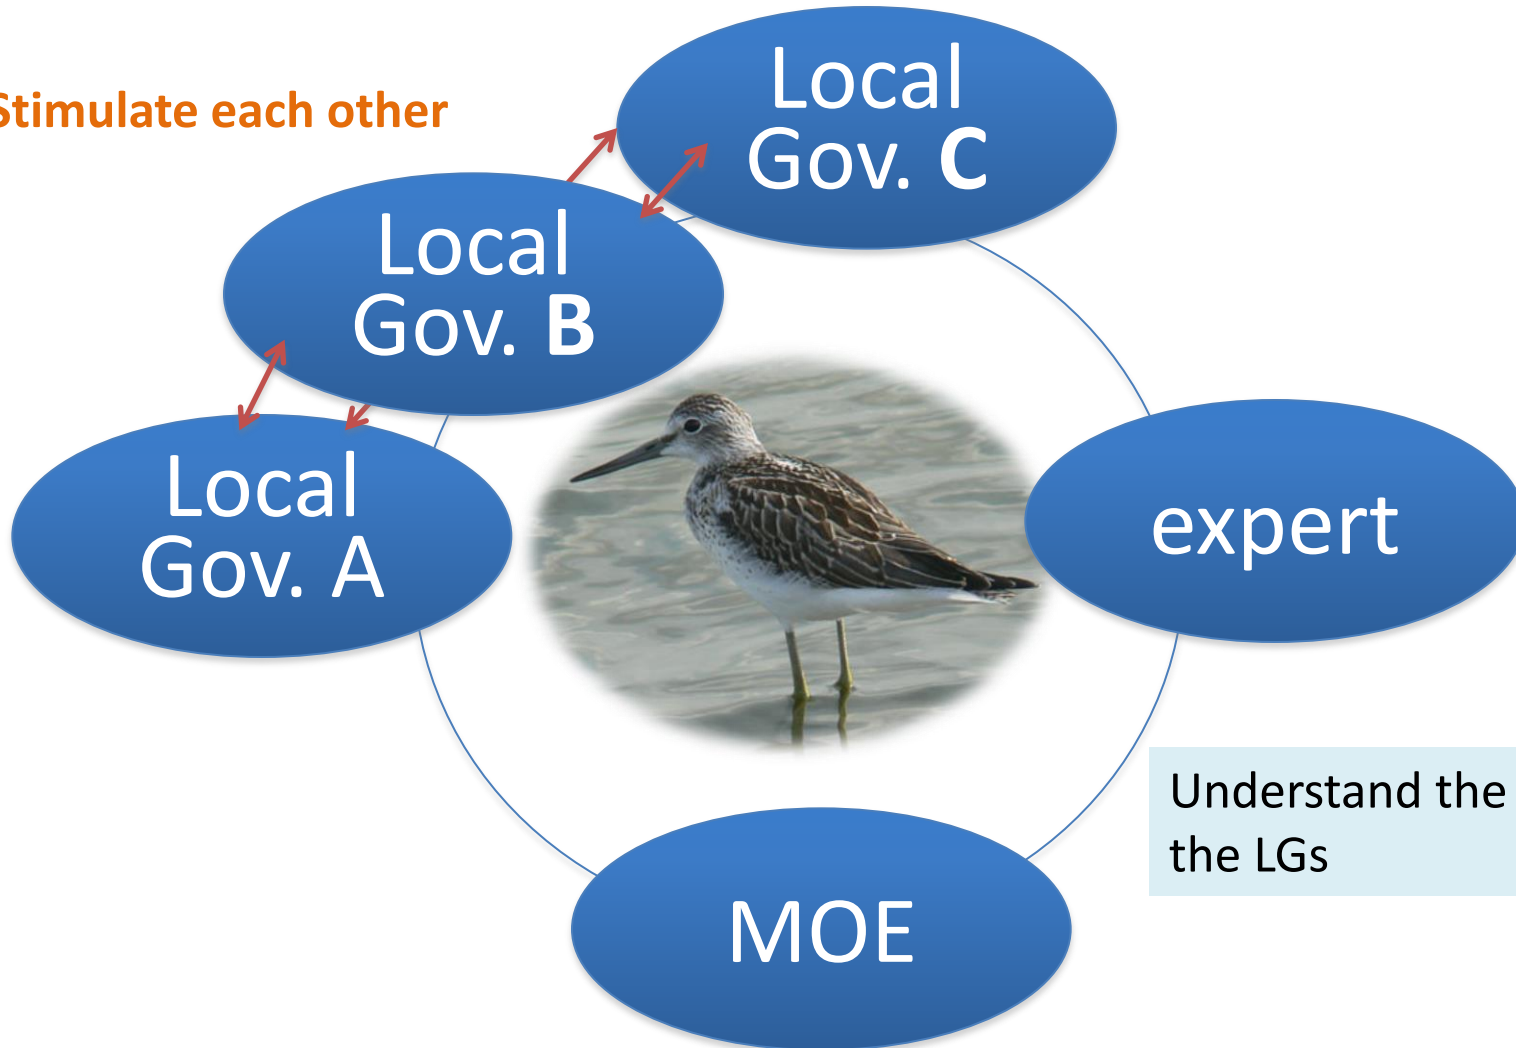 Stimulate each other
Local
Gov. C
Local
Gov. B
Local
Gov. A
expert
Understand the
the LGs
MOE